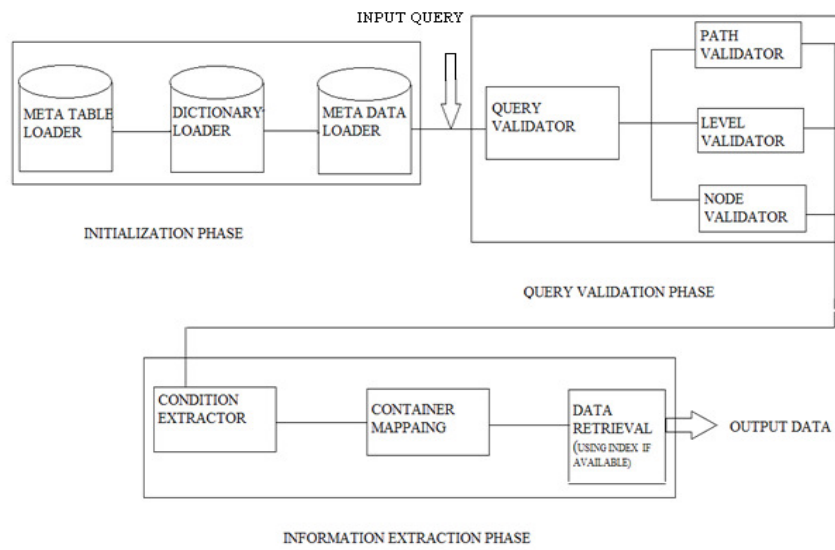 INPUT QUERY
META TABLE
LOADER
DICTIONARY
LOADER
META DATA
LOADER
INITIALIZATION PHASE
QUERY
VALIDATOR
PATH
VALIDATOR
LEVEL
VALIDATOR
NODE
VALIDATOR
QUERY VALIDATION PHASE
CONDITION
EXTRACTOR
CONTAINER
MAPPAING
DATA
RETRIEVAL
(USING INDEX IF
AVAILABLE)
OUTPUT DATA
INFORMATION EXTRACTION PHASE